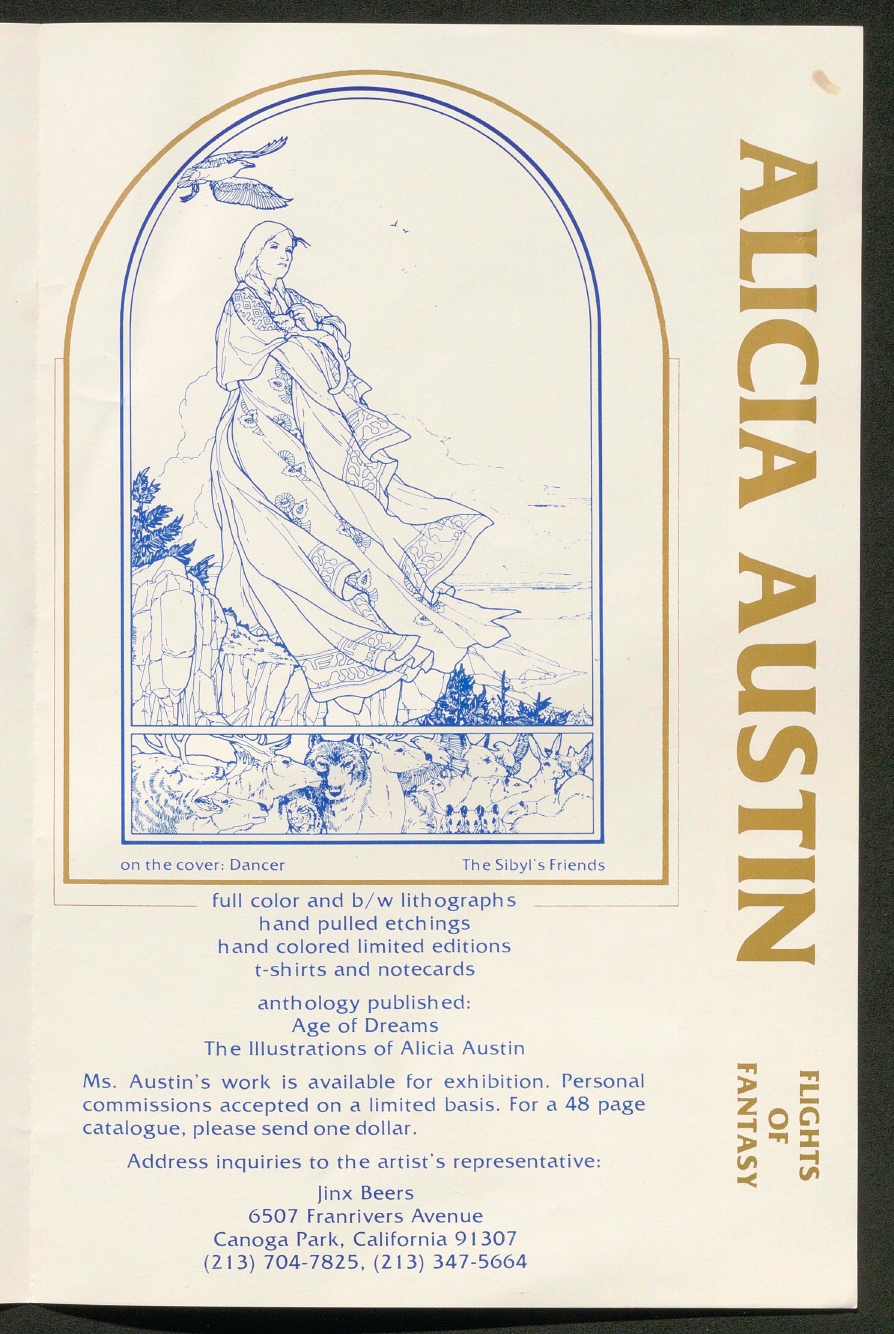 ALICIA AUSTIN
FLIGHTS
OF
FANTASY
on the cover: Dancer
The Sibyl's Friends
full color and b/w lithographs
hand pulled etchings
hand colored limited editions
t-shirts and notecards
anthology published:
Age of Dreams
The Illustrations of Alicia Austin
Ms. Austin's work is available for exhibition. Personal
commissions accepted on a limited basis. For a 48 page
catalogue, please send one dollar.
Address inquiries to the artist's representative:
Jinx Beers
6507 Franrivers Avenue
Canoga Park, California 91307
(213) 704-7825, (213) 347-5664